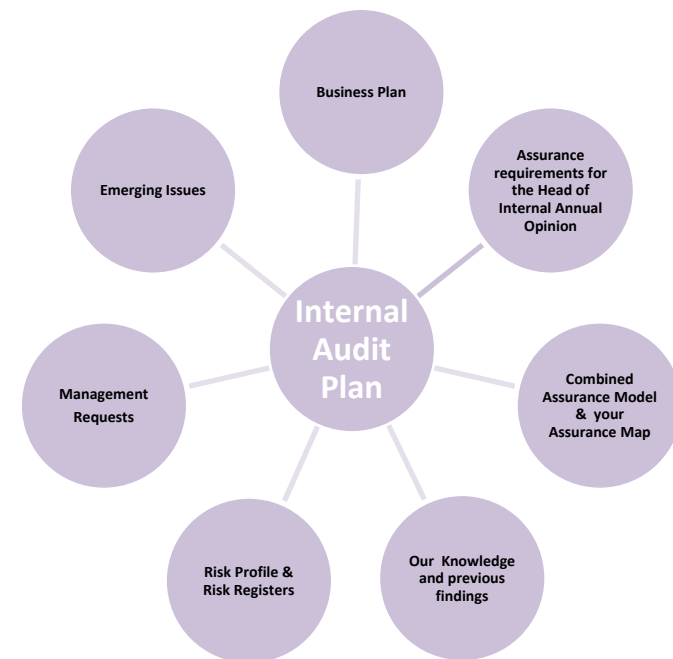 Business Plan
Assurance
requirements for
the Head of
Internal Annual
Opinion
Emerging Issues
Internal
Audit
Plan
Management
Requests
Combined
Assurance Model
& your
Assurance Map
Risk Profile &
Risk Registers
Our Knowledge
and previous
findings